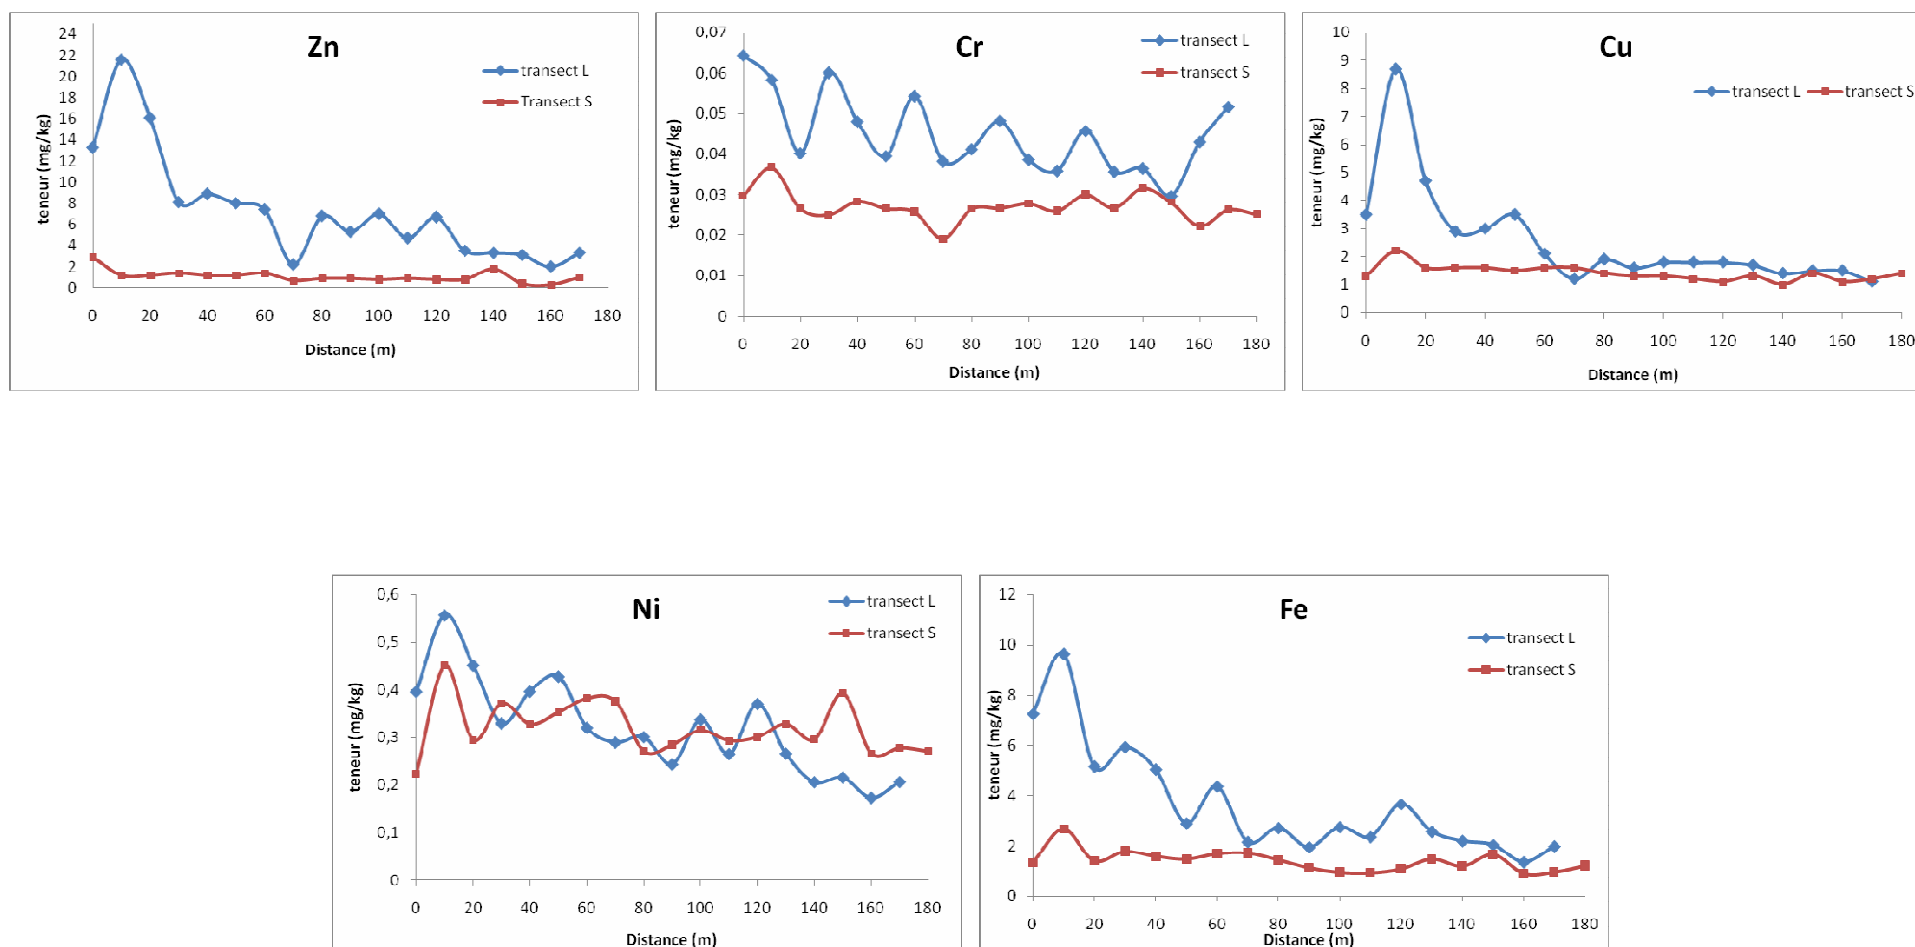 Zn
24
22
20
18
16
14
12
10
8
6
4
2
0
teneur (mg/kg)
transect L
Transect S
0 20 40 60 80 100 120 140 160 180
Distance (m)
Cr
0,07
0,06
0,05
0,04
0,03
0,02
0,01
0
teneur (mg/kg)
transect L
transect S
0 20 40 60 80 100 120 140 160 180
Distance (m)
Cu
10
9
8
7
6
5
4
3
2
1
0
teneur (mg/kg)
transect L transect S
0 20 40 60 80 100 120 140 160 180
Distance (m)
Ni
0,6
0,5
0,4
0,3
0,2
0,1
0
teneur (mg/kg)
transect L
transect S
0 20 40 60 80 100 120 140 160 180
Distance (m)
Fe
12
10
8
6
4
2
0
teneur (mg/kg)
transect L
transect S
0 20 40 60 80 100 120 140 160 180
Distance (m)